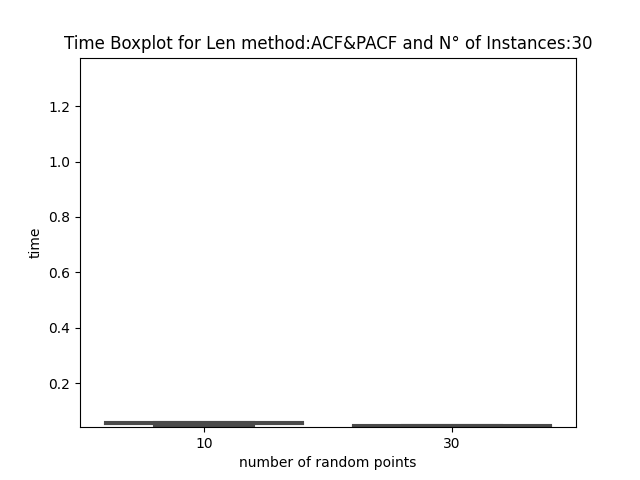 Time Boxplot for Len method:ACF&PACF and N° of Instances:30
1.2
1.0
0.8
0.6
0.4
0.2
time
10 30
number of random points